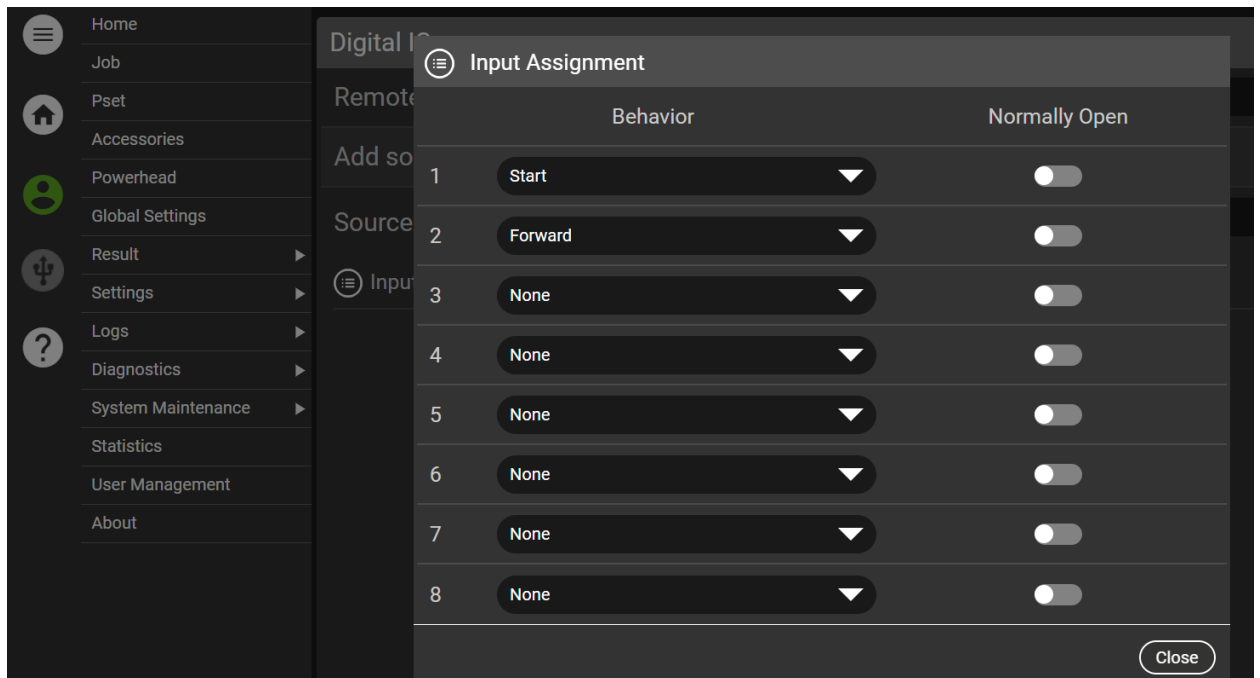 Home
Job
Pset
Accessories
Powerhead
Global Settings
Result
Settings
Logs
Diagnostics
System Maintenance
Statistics
User Management
About
Digital
Remote
Add so
Source
Input Assignment
Behavior Normally Open
1 Start
2 Forward
3 None
4 None
5 None
6 None
7 None
8 None
Close